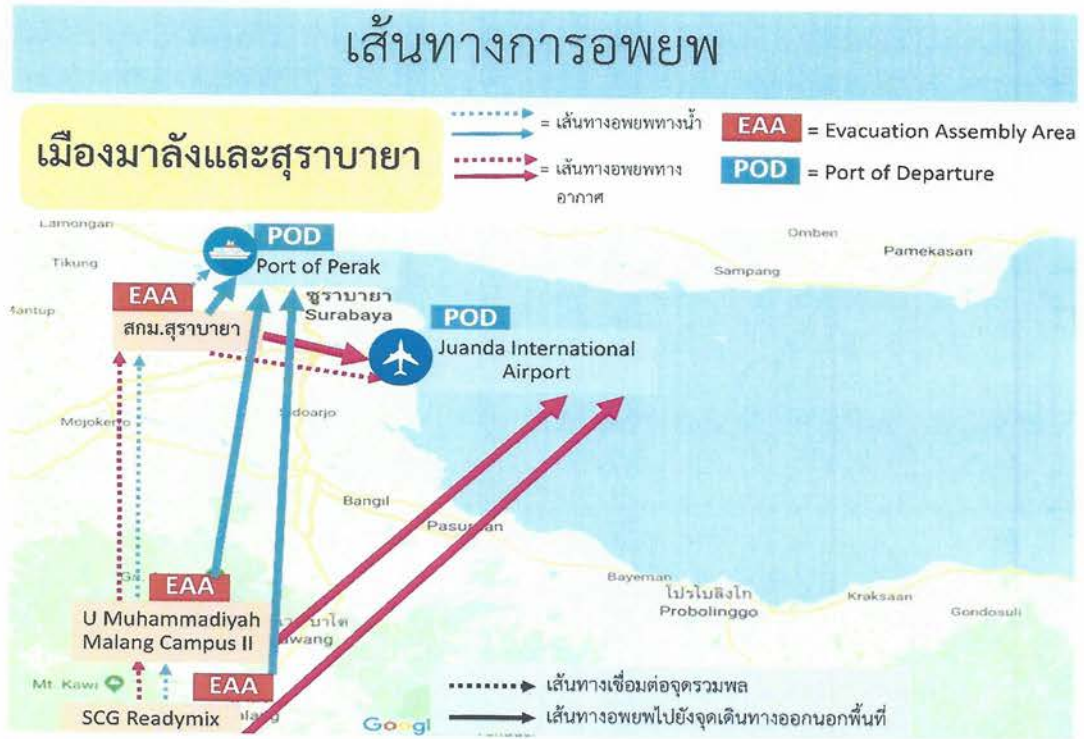 เส้นทางการอพยพ
เมืองมาลังและสุราบายา
= เส้นทางอพยพทางน้ำ
= เส้นทางอพยพทาง
อากาศ
EAA = Evacuation Assembly Area
POD = Port of Departure
Lamongan
Omben
Pamekasan
Tikung
POD
Port of Perak
Sampang
EAA
ซูราบายา
Surabaya
สกม.สุราบายา
POD
Juanda International
Airport
Mojokerto
Sidoarjo
Bangil
Pasuruan
EAA
U Muhammadiyah
Malang Campus II
Bayeman
โปรโบลิงโก
Probolinggo
Kraksaan
Gondosuli
Mt. Kawi
EAA
SCG Readymix
alang
Googl
เส้นทางเชื่อมต่อจุดรวมพล
เส้นทางอพยพไปยังจุดเดินทางออกนอกพื้นที่